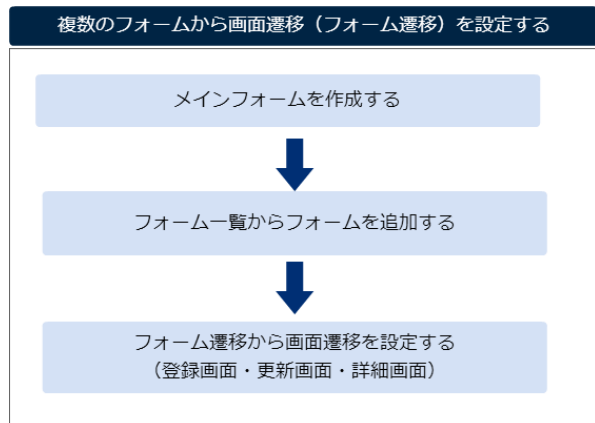 複数のフォームから画面遷移（フォーム遷移）を設定する
メインフォームを作成する
フォーム一覧からフォームを追加する
フォーム遷移から画面遷移を設定する
（登録画面・更新画面・詳細画面）